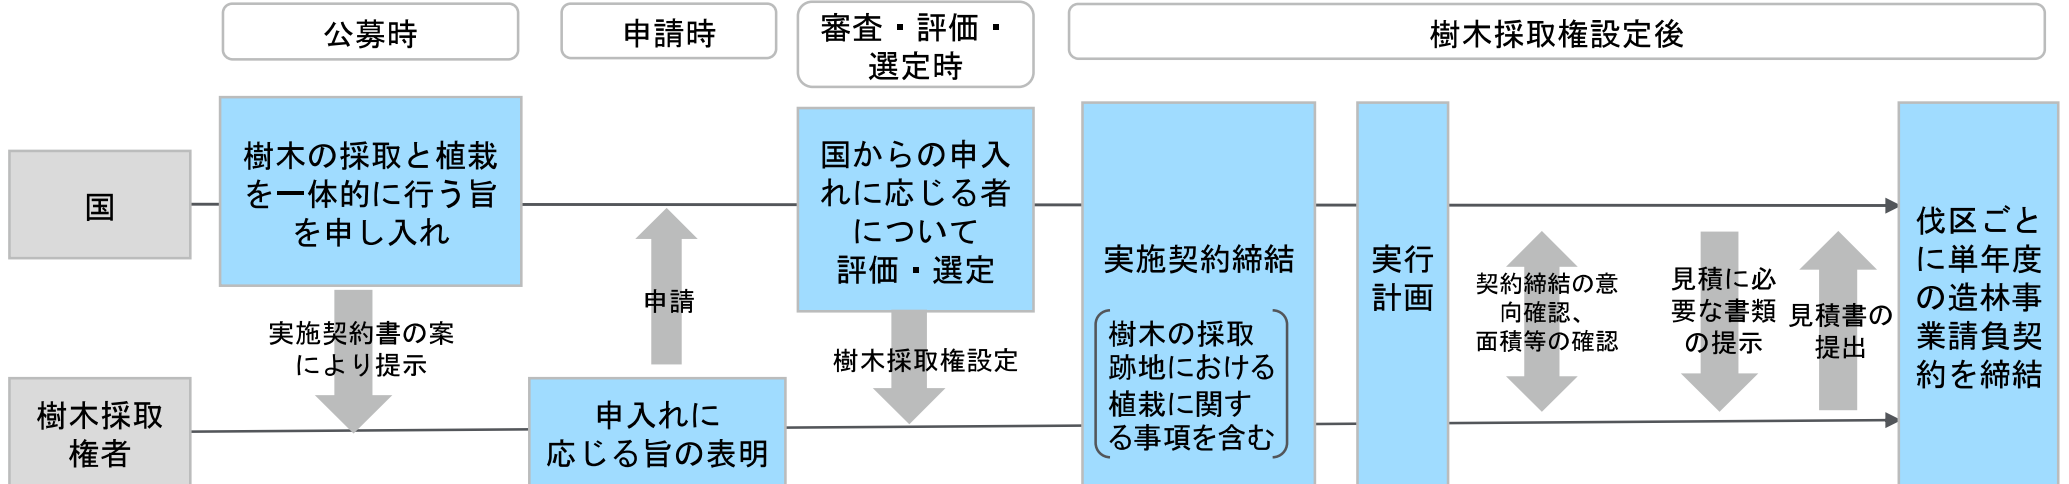 公募時
申請時
審査・評価・
選定時
樹木採取権設定後
国
樹木の採取と植栽
を一体的に行う旨
を申し入れ
国からの申入
れに応じる者
について
評価・選定
実施契約締結
樹木の採取
跡地における
植栽に関す
る事項を含む
実行
計画
伐区ごと
に単年度
の造林事
業請負契
約を締結
実施契約書の案
により提示
申請
樹木採取権設定
契約締結の意
向確認、
面積等の確認
見積に必
要な書類
の提示
見積書の
提出
樹木採取
権者
申入れに
応じる旨の表明